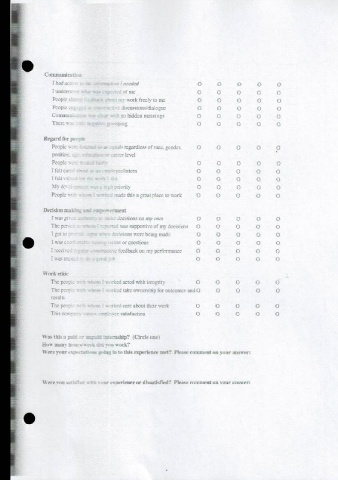 Communication
I had access to the information I needed
I understood what was expected of me
People offered feedback about my work freely to me
People engaged in constructive discussions/dialogue
Communication was clear with no hidden meanings
There was little negative gossiping
Regard for people
People were treated as equals regardless of race, gender,
position, age, education or career level
People were treated fairly
I felt cared about as an intern
I felt valued for the work I did
My development was a high priority
People with whom I worked made this a great place to work
Decision making and empowerment
I was given authority to make decisions on my own
The person to whom I reported was supportive of my decisions
I got to provide input when decisions were being made
I was comfortable raising issues or questions
I received regular constructive feedback on my performance
I was trusted to do a good job
Work ethic
The people with whom I worked acted with integrity
The people with whom I worked take ownership for outcomes and
results
The people with whom I worked care about their work
This company values employee satisfaction
Was this a paid or unpaid internship? (Circle one)
How many hours/week did you work?
Were your expectations going in to this experience met? Please comment on your answer:
Were you satisfied with your experience or dissatisfied? Please comment on your answer: